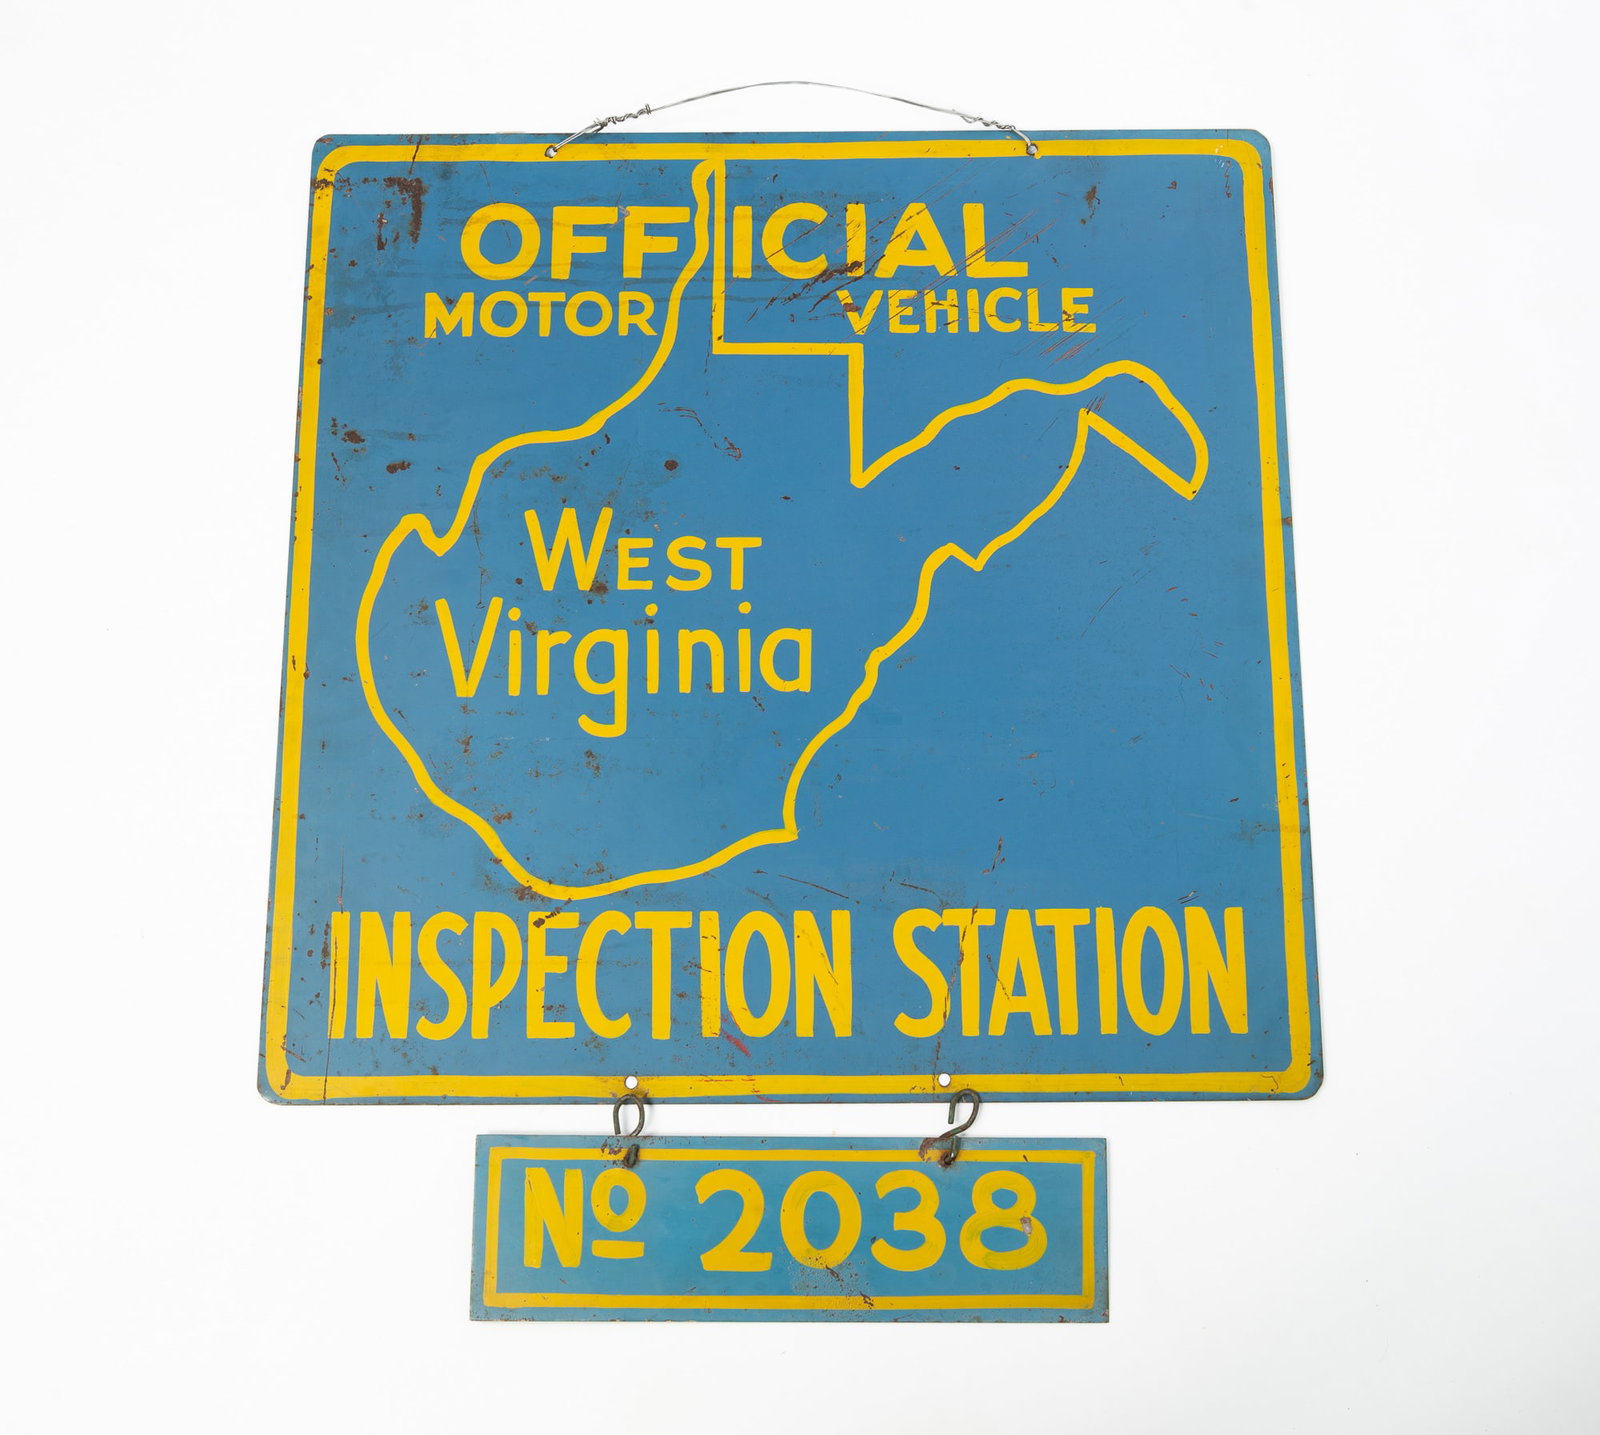 OFFICIAL
MOTOR VEHICLE
WEST
Virginia
INSPECTION STATION
No 2038